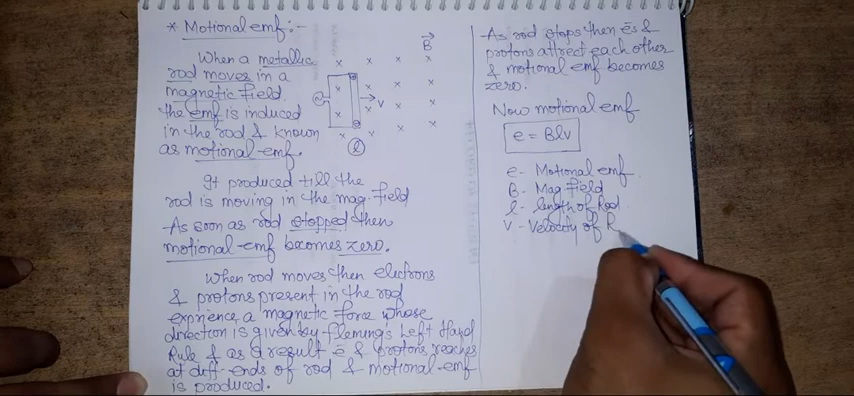 * Motional emf:-
When a metallic
rod moves in a
magnetic field.
the emf is induced
in the rod & known
as motional emf.
B
v
l
It produced till the
rod is moving in the mag. field
As soon as rod stopped then
motional emf becomes zero.
When rod moves then electrons
& protons present in the rod
exprience a magnetic force whose
direction is given by Fleming's Left Hand
Rule & as a result ē & protons reaches
at diff. ends of rod & motional emf
is produced.
As rod stops then ēs &
protons attrect each other
& motional emf becomes
zero.
Now motional emf
e = Blv
e - Motional emf
B - Mag field
l - length of Rod
V - Velocity of R